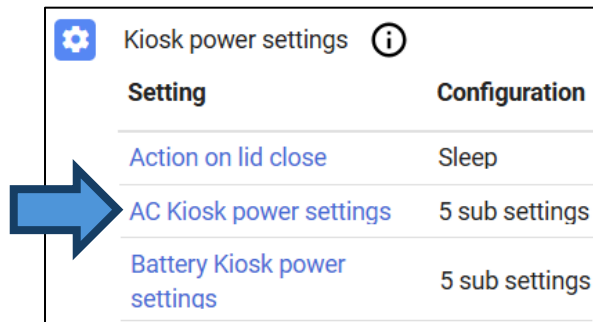 Kiosk power settings
Setting Configuration
Action on lid close Sleep
AC Kiosk power settings 5 sub settings
Battery Kiosk power
settings 5 sub settings